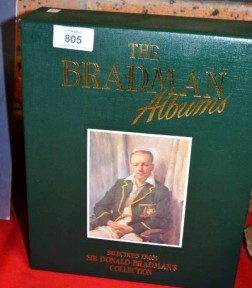 805
THE
BRADMAN
Albums
SELECTIONS FROM
SIR DONALD BRADMAN'S
COLLECTION